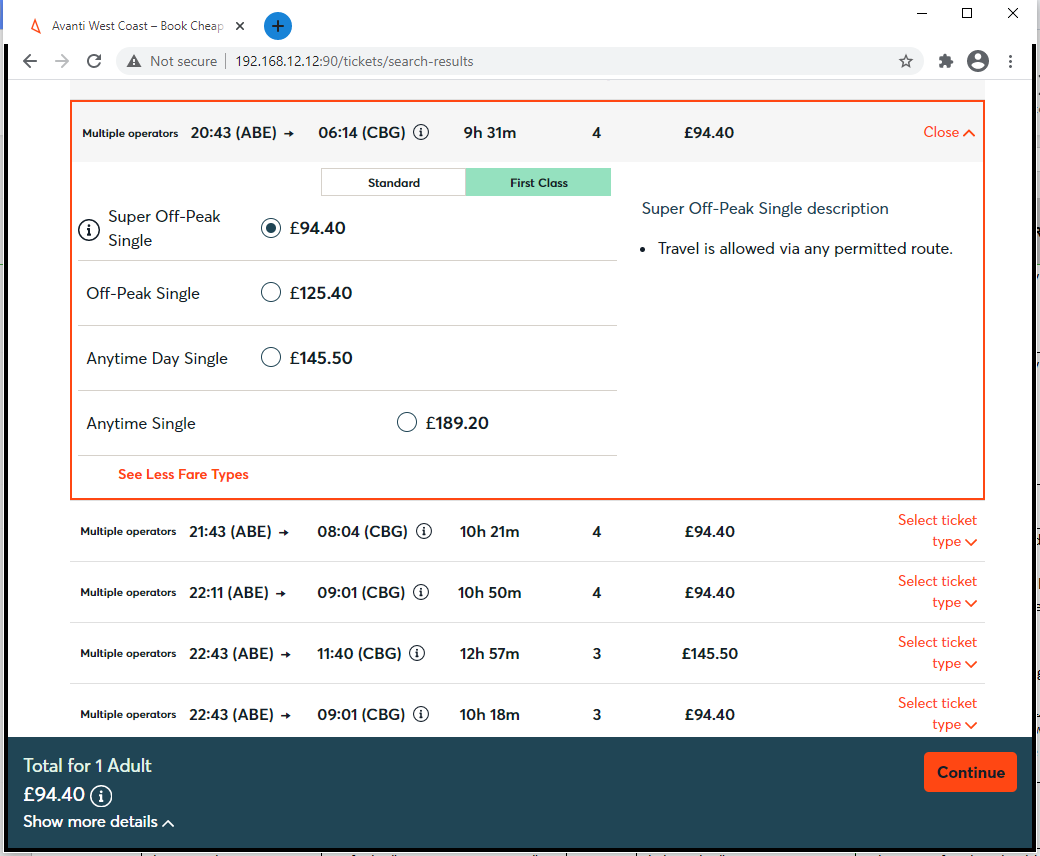 Avanti West Coast – Book Cheap
Not secure 192.168.12.12:90/tickets/search-results
Multiple operators 20:43 (ABE) → 06:14 (CBG) 9h 31m 4 £94.40 Close
Standard First Class
Super Off-Peak
Single £94.40
Super Off-Peak Single description
• Travel is allowed via any permitted route.
Off-Peak Single £125.40
Anytime Day Single £145.50
Anytime Single £189.20
See Less Fare Types
Multiple operators 21:43 (ABE) → 08:04 (CBG) 10h 21m 4 £94.40 Select ticket
type
Multiple operators 22:11 (ABE) → 09:01 (CBG) 10h 50m 4 £94.40 Select ticket
type
Multiple operators 22:43 (ABE) → 11:40 (CBG) 12h 57m 3 £145.50 Select ticket
type
Multiple operators 22:43 (ABE) → 09:01 (CBG) 10h 18m 3 £94.40 Select ticket
type
Total for 1 Adult
£94.40
Show more details
Continue